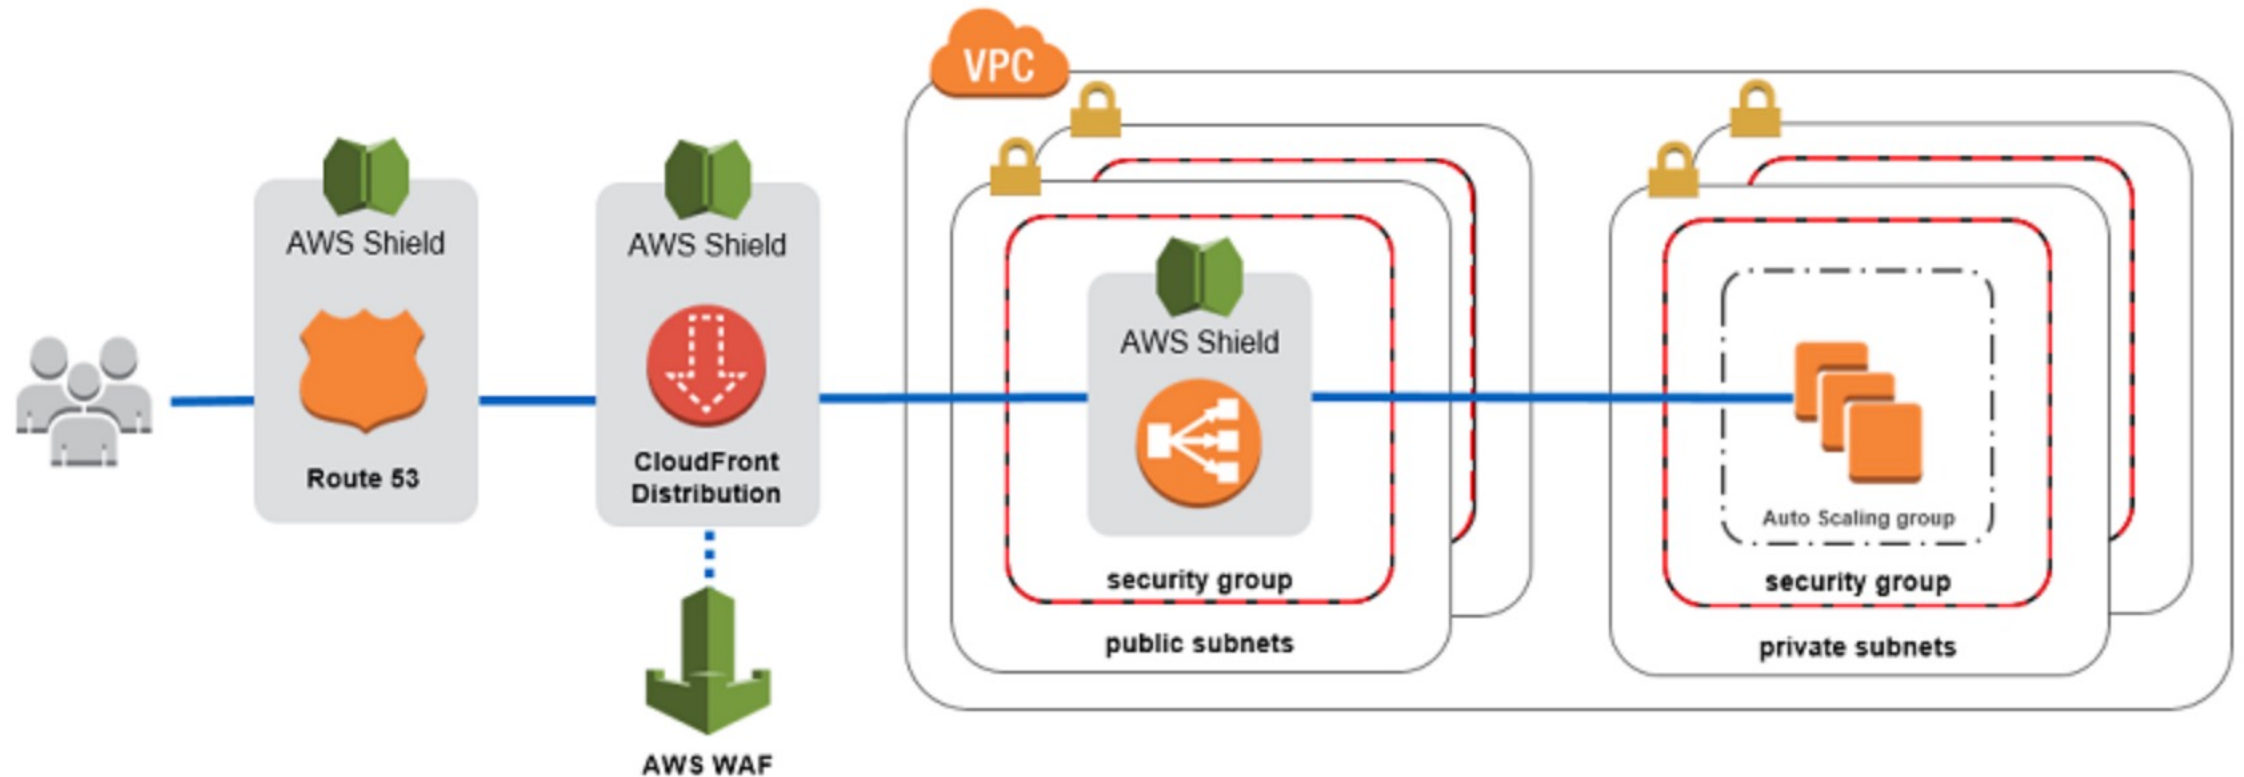 VPC
AWS Shield
Route 53
AWS Shield
CloudFront
Distribution
AWS WAF
AWS Shield
security group
public subnets
Auto Scaling group
security group
private subnets